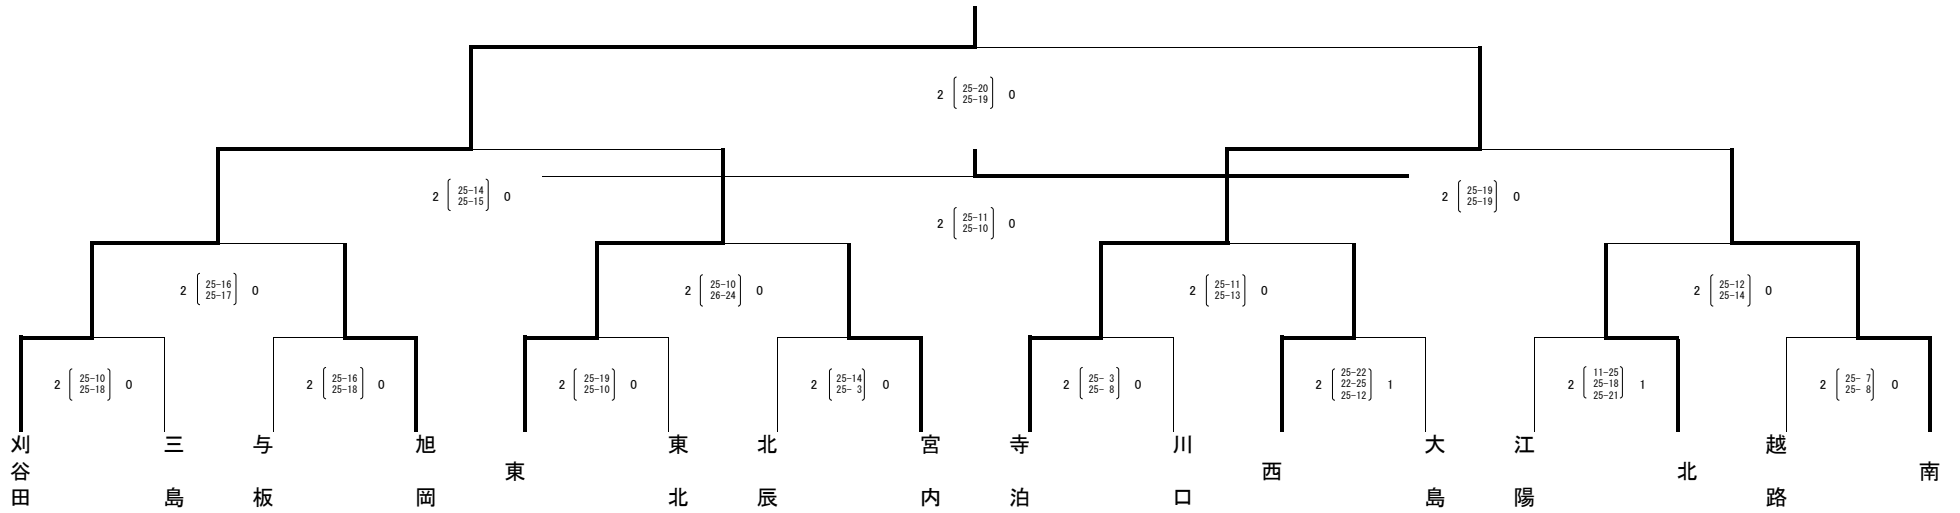 2 25-20 0
25-19
2 25-14 0
25-15
2 25-19 0
25-19
2 25-11 0
25-10
2 25-16 0
25-17
2 25-10 0
26-24
2 25-11 0
25-13
2 25-12 0
25-14
2 25-10 0
25-18
2 25-16 0
25-18
2 25-19 0
25-10
2 25-14 0
25- 3
2 25- 3 0
25- 8
25-22
2 22-25 1
25-12
11-25
2 25-18 1
25-21
2 25- 7 0
25- 8
刈谷田
三島
与板
旭岡
東
東北
北辰
宮内
寺泊
川口
西
大島
江陽
北
越路
南